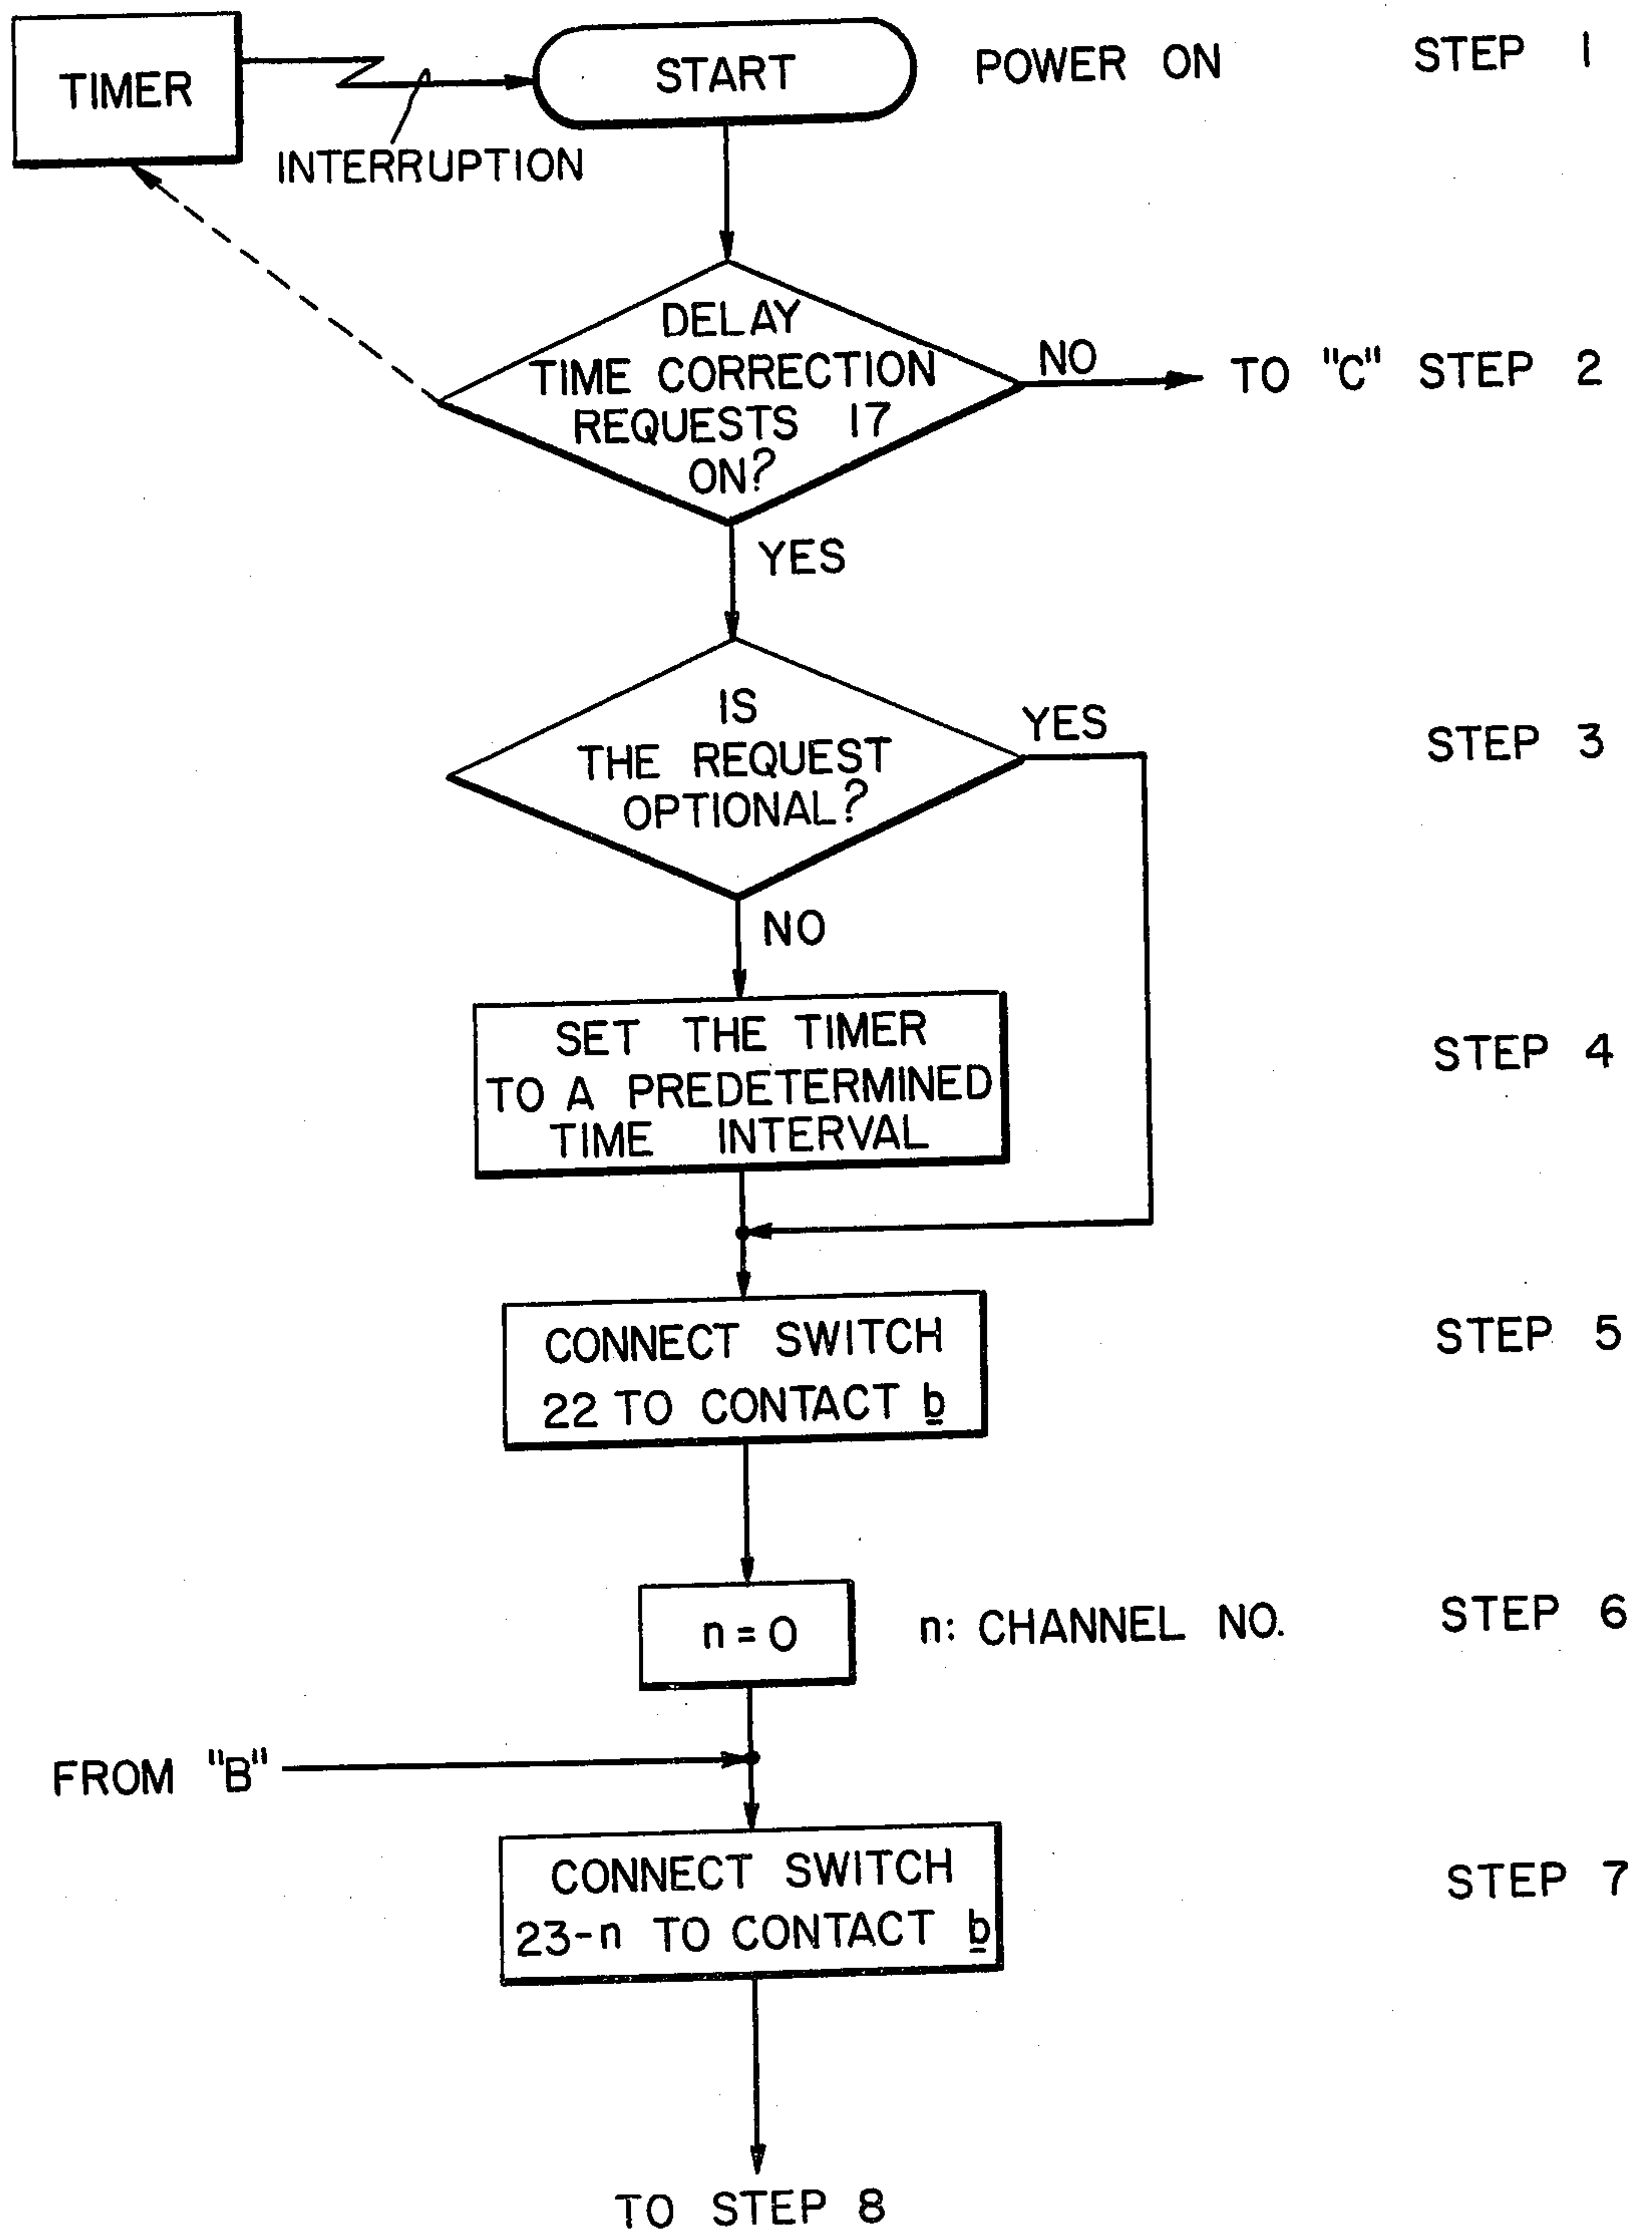 TIMER
START
POWER ON
STEP 1
INTERRUPTION
DELAY
TIME CORRECTION
REQUESTS 17
ON?
NO
TO "C"
STEP 2
YES
IS
THE REQUEST
OPTIONAL?
YES
STEP 3
NO
SET THE TIMER
TO A PREDETERMINED
TIME INTERVAL
STEP 4
CONNECT SWITCH
22 TO CONTACT b
STEP 5
n = 0
n: CHANNEL NO.
STEP 6
FROM "B"
CONNECT SWITCH
23-n TO CONTACT b
STEP 7
TO STEP 8